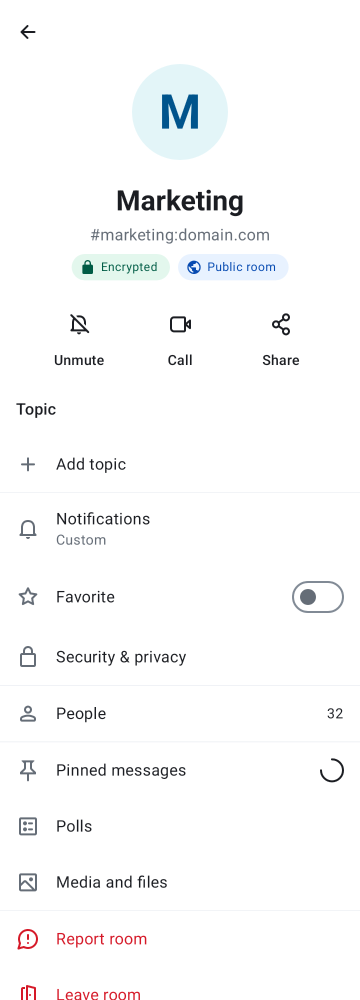 M
Marketing
#marketing:domain.com
Encrypted
Public room
Unmute
Call
Share
Topic
Add topic
Notifications
Custom
Favorite
Security & privacy
People
32
Pinned messages
Polls
Media and files
Report room
Leave room